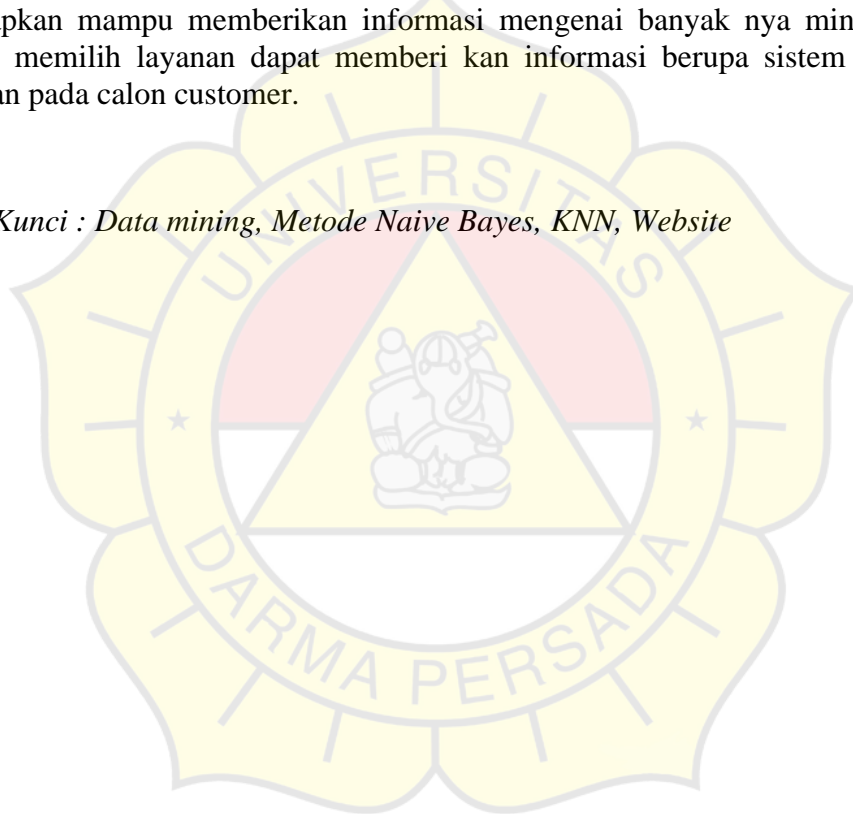 apkan mampu memberikan informasi mengenai banyak nya min
memilih layanan dapat memberi kan informasi berupa sistem
an pada calon customer.
Kunci : Data mining, Metode Naive Bayes, KNN, Website
UNIVERSITAS
DARMA PERSADA